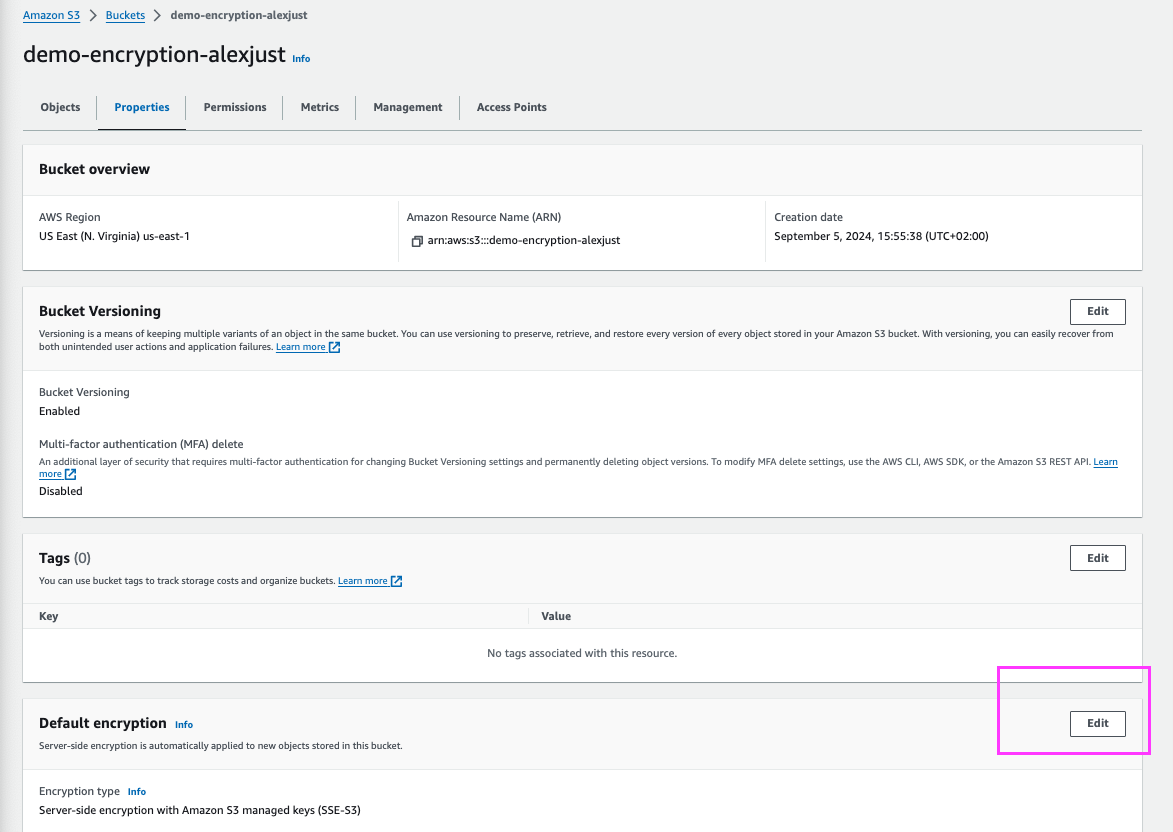 Amazon S3 > Buckets > demo-encryption-alexjust
demo-encryption-alexjust Info
Objects Properties Permissions Metrics Management Access Points
Bucket overview
AWS Region
US East (N. Virginia) us-east-1
Amazon Resource Name (ARN)
arn:aws:s3:::demo-encryption-alexjust
Creation date
September 5, 2024, 15:55:38 (UTC+02:00)
Bucket Versioning
Edit
Versioning is a means of keeping multiple variants of an object in the same bucket. You can use versioning to preserve, retrieve, and restore every version of every object stored in your Amazon S3 bucket. With versioning, you can easily recover from
both unintended user actions and application failures. Learn more
Bucket Versioning
Enabled
Multi-factor authentication (MFA) delete
An additional layer of security that requires multi-factor authentication for changing Bucket Versioning settings and permanently deleting object versions. To modify MFA delete settings, use the AWS CLI, AWS SDK, or the Amazon S3 REST API. Learn
more
Disabled
Tags (0)
Edit
You can use bucket tags to track storage costs and organize buckets. Learn more
Key Value
No tags associated with this resource.
Default encryption Info
Edit
Server-side encryption is automatically applied to new objects stored in this bucket.
Encryption type Info
Server-side encryption with Amazon S3 managed keys (SSE-S3)